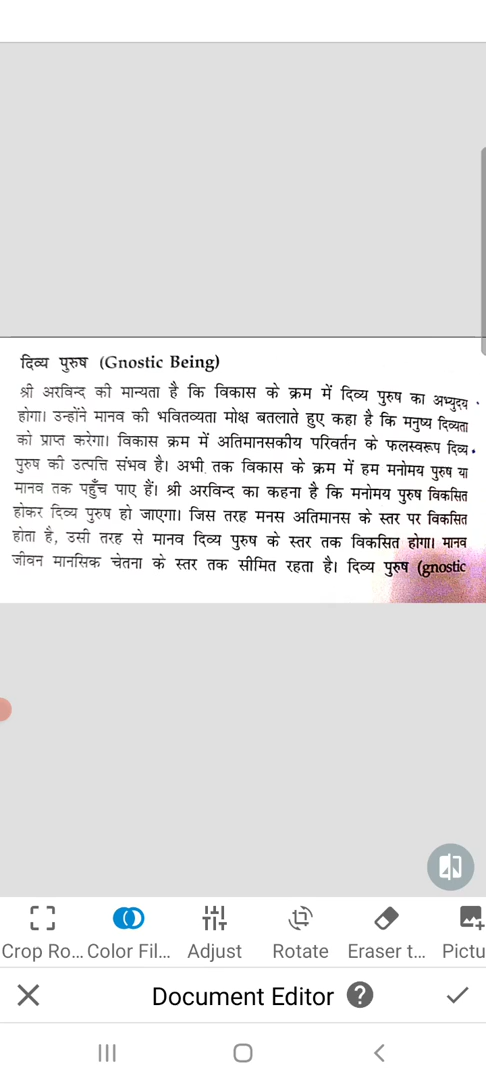 दिव्य पुरुष (Gnostic Being)
श्री अरविन्द की मान्यता है कि विकास के क्रम में दिव्य पुरुष का अभ्युदय
होगा। उन्होंने मानव की भवितव्यता मोक्ष बतलाते हुए कहा है कि मनुष्य दिव्यता
को प्राप्त करेगा। विकास क्रम में अतिमानसकीय परिवर्तन के फलस्वरूप दिव्य
पुरुष की उत्पत्ति संभव है। अभी तक विकास के क्रम में हम मनोमय पुरुष या
मानव तक पहुँच पाए हैं। श्री अरविन्द का कहना है कि मनोमय पुरुष विकसित
होकर दिव्य पुरुष हो जाएगा। जिस तरह मनस अतिमानस के स्तर पर विकसित
होता है, उसी तरह से मानव दिव्य पुरुष के स्तर तक विकसित होगा। मानव
जीवन मानसिक चेतना के स्तर तक सीमित रहता है। दिव्य पुरुष (gnostic
Crop Ro... Color Fil... Adjust Rotate Eraser t... Pictu
Document Editor ?